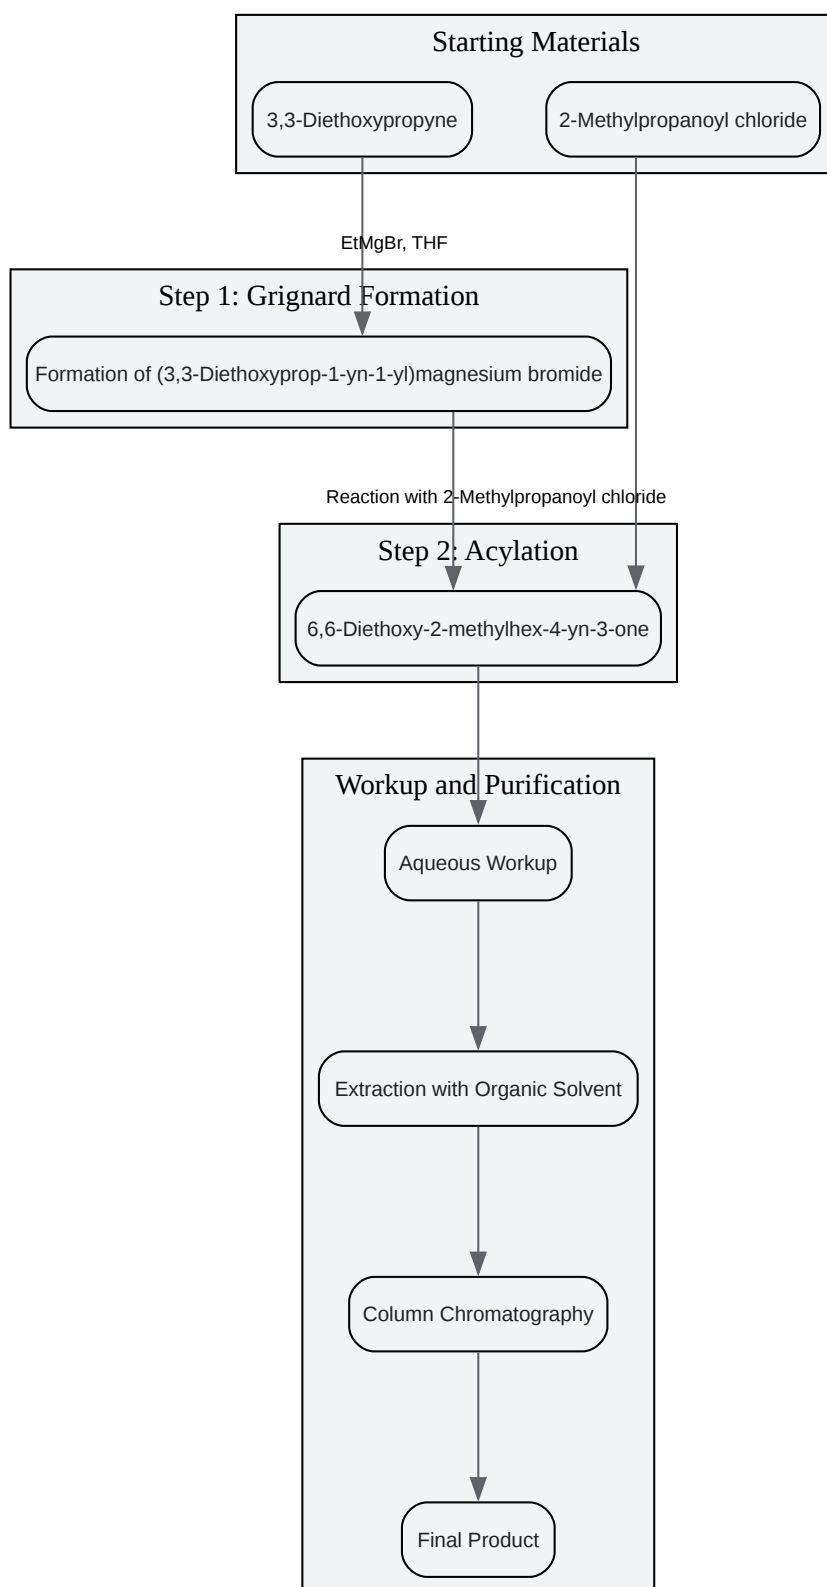 Starting Materials
3,3-Diethoxypropyne
2-Methylpropanoyl chloride
EtMgBr, THF
Step 1: Grignard Formation
Formation of (3,3-Diethoxyprop-1-yn-1-yl)magnesium bromide
Reaction with 2-Methylpropanoyl chloride
Step 2: Acylation
6,6-Diethoxy-2-methylhex-4-yn-3-one
Workup and Purification
Aqueous Workup
Extraction with Organic Solvent
Column Chromatography
Final Product